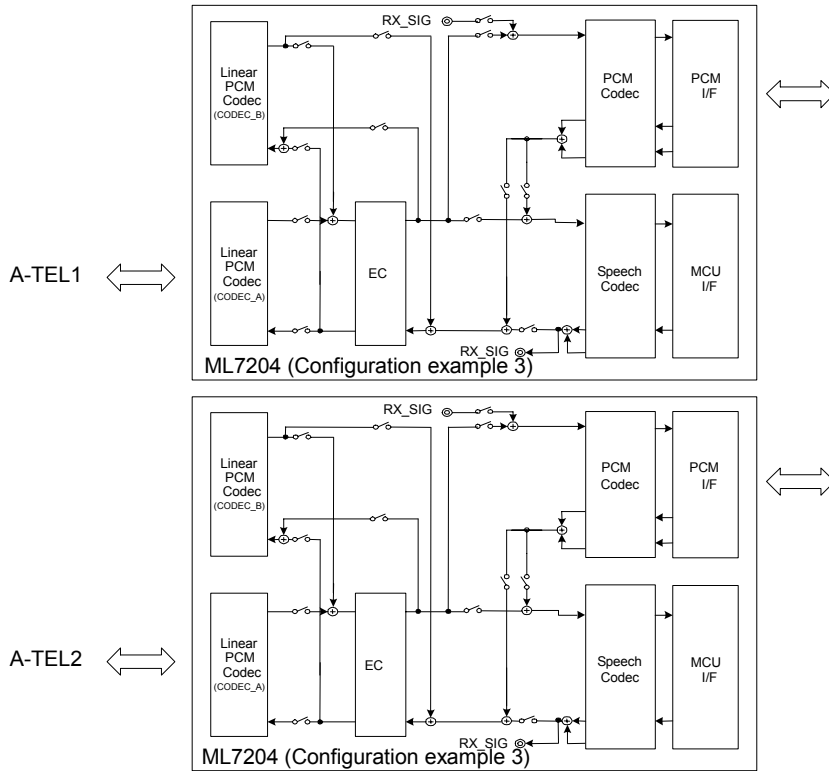 RX_SIG
Linear
PCM
Codec
(CODEC_B)
PCM
Codec
PCM
I/F
A-TEL1
Linear
PCM
Codec
(CODEC_A)
EC
Speech
Codec
MCU
I/F
RX_SIG
ML7204 (Configuration example 3)
RX_SIG
Linear
PCM
Codec
(CODEC_B)
PCM
Codec
PCM
I/F
A-TEL2
Linear
PCM
Codec
(CODEC_A)
EC
Speech
Codec
MCU
I/F
RX_SIG
ML7204 (Configuration example 3)